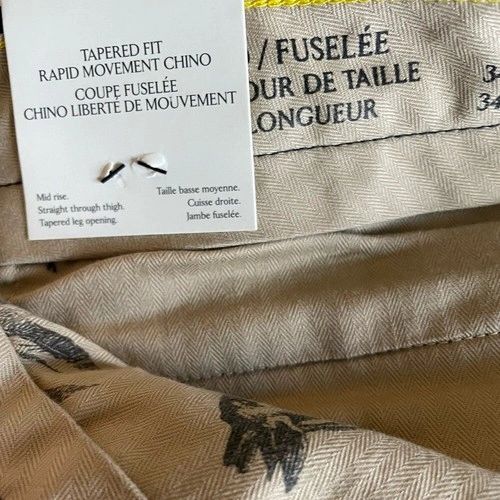 TAPERED FIT
RAPID MOVEMENT CHINO
COUPE FUSELÉE
CHINO LIBERTÉ DE MOUVEMENT
Mid rise.
Straight through thigh.
Tapered leg opening.
Taille basse moyenne.
Cuisse droite.
Jambe fuselée.
/ FUSELÉE
OUR DE TAILLE
LONGUEUR 34